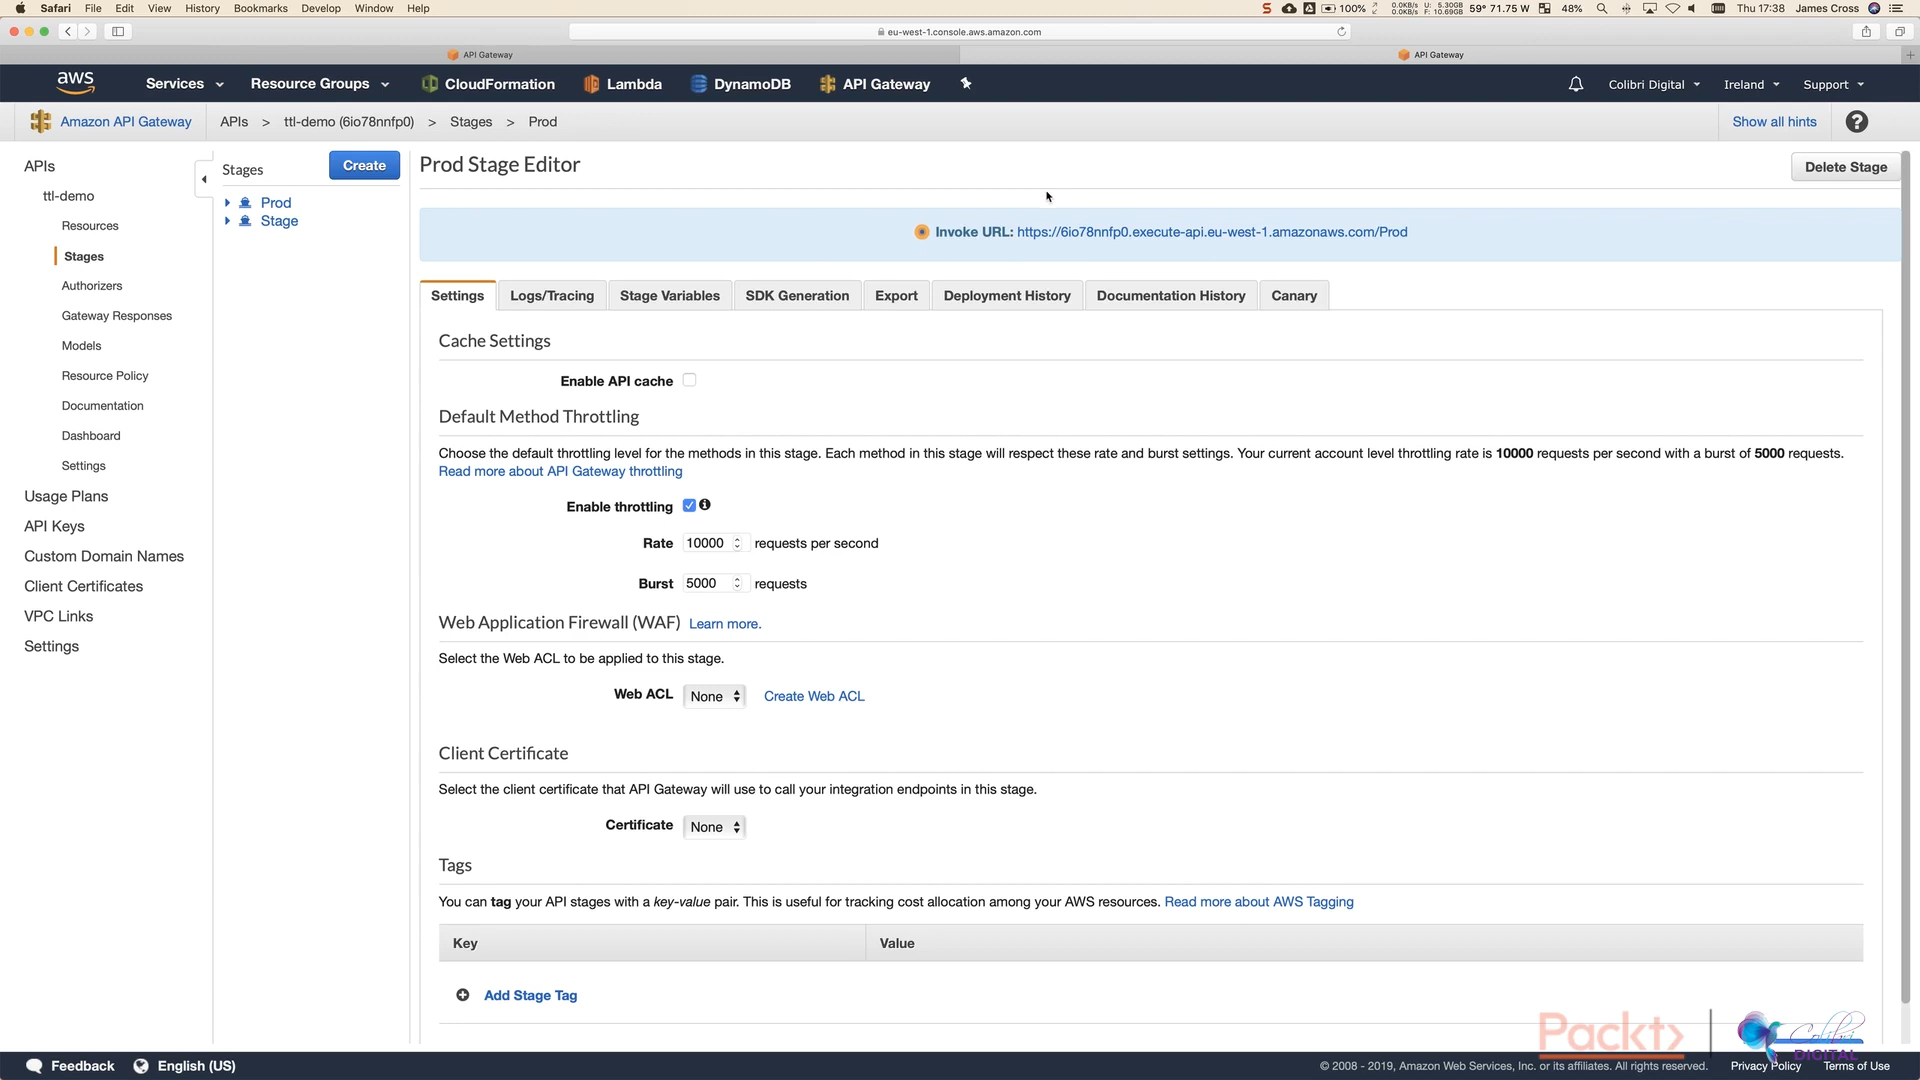 Safari File Edit View History Bookmarks Develop Window Help
100% 0.0KB/s 0.0KB/s U: 5.30GB F: 10.69GB 59° 71.75 W 48% Thu 17:38 James Cross
eu-west-1.console.aws.amazon.com
API Gateway
API Gateway
aws Services Resource Groups CloudFormation Lambda DynamoDB API Gateway Colibri Digital Ireland Support
Amazon API Gateway APIs > ttl-demo (6io78nnfp0) > Stages > Prod Show all hints ?
APIs
ttl-demo
Resources
Stages
Authorizers
Gateway Responses
Models
Resource Policy
Documentation
Dashboard
Settings
Usage Plans
API Keys
Custom Domain Names
Client Certificates
VPC Links
Settings
Stages Create
Prod
Stage
Prod Stage Editor Delete Stage
Invoke URL: https://6io78nnfp0.execute-api.eu-west-1.amazonaws.com/Prod
Settings Logs/Tracing Stage Variables SDK Generation Export Deployment History Documentation History Canary
Cache Settings
Enable API cache
Default Method Throttling
Choose the default throttling level for the methods in this stage. Each method in this stage will respect these rate and burst settings. Your current account level throttling rate is 10000 requests per second with a burst of 5000 requests.
Read more about API Gateway throttling
Enable throttling
Rate 10000 requests per second
Burst 5000 requests
Web Application Firewall (WAF) Learn more.
Select the Web ACL to be applied to this stage.
Web ACL None Create Web ACL
Client Certificate
Select the client certificate that API Gateway will use to call your integration endpoints in this stage.
Certificate None
Tags
You can tag your API stages with a key-value pair. This is useful for tracking cost allocation among your AWS resources. Read more about AWS Tagging
Key Value
Add Stage Tag
Packt> Colibri
DIGITAL
Feedback English (US) © 2008 - 2019, Amazon Web Services, Inc. or its affiliates. All rights reserved. Privacy Policy Terms of Use